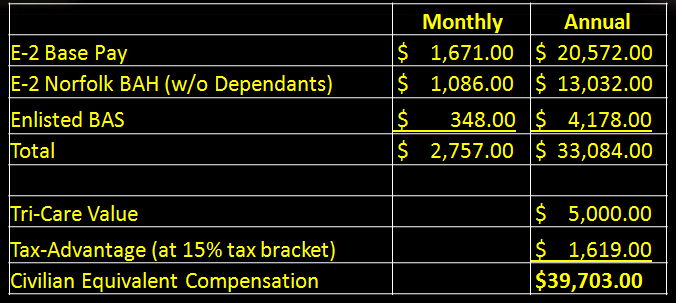 Monthly Annual
E-2 Base Pay $ 1,671.00 $ 20,572.00
E-2 Norfolk BAH (w/o Dependants) $ 1,086.00 $ 13,032.00
Enlisted BAS $ 348.00 $ 4,178.00
Total $ 2,757.00 $ 33,084.00
Tri-Care Value $ 5,000.00
Tax-Advantage (at 15% tax bracket) $ 1,619.00
Civilian Equivalent Compensation $39,703.00